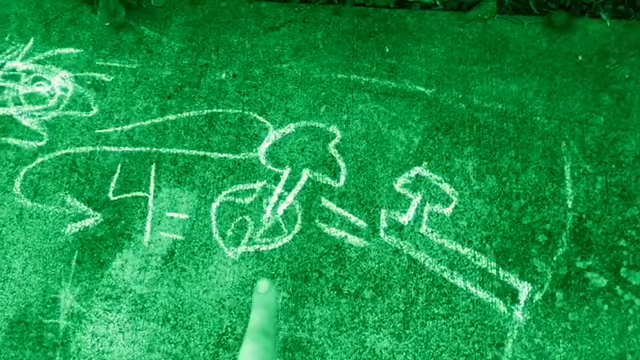 4 = =